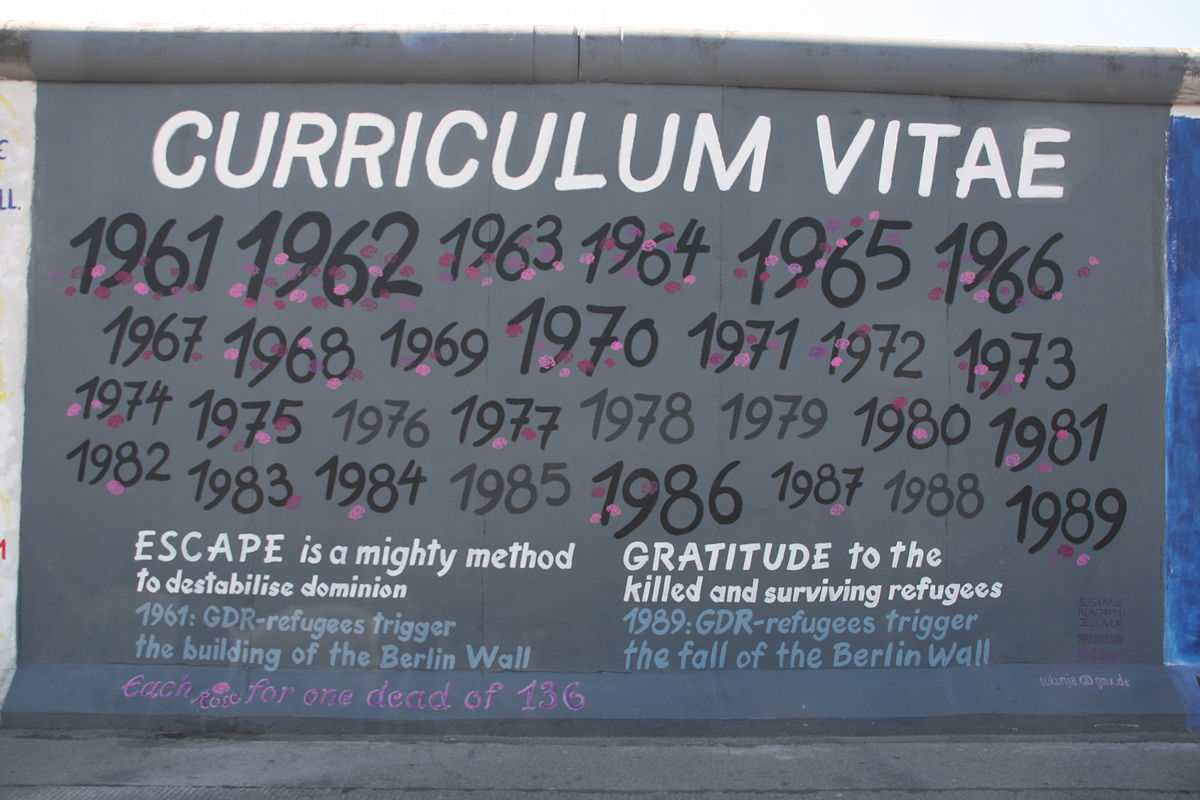 CURRICULUM VITAE
1961 1962 1963 1964 1965 1966
1967 1968 1969 1970 1971 1972 1973
1974 1975 1976 1977 1978 1979 1980 1981
1982 1983 1984 1985 1986 1987 1988 1989
ESCAPE is a mighty method
to destabilise dominion
1961: GDR-refugees trigger
the building of the Berlin Wall
GRATITUDE to the
killed and surviving refugees
1989: GDR-refugees trigger
the fall of the Berlin Wall
Each rose for one dead of 136
SUSANNE
KUNJAPPU
JELLINEK
sukunja@gmx.de
LL.